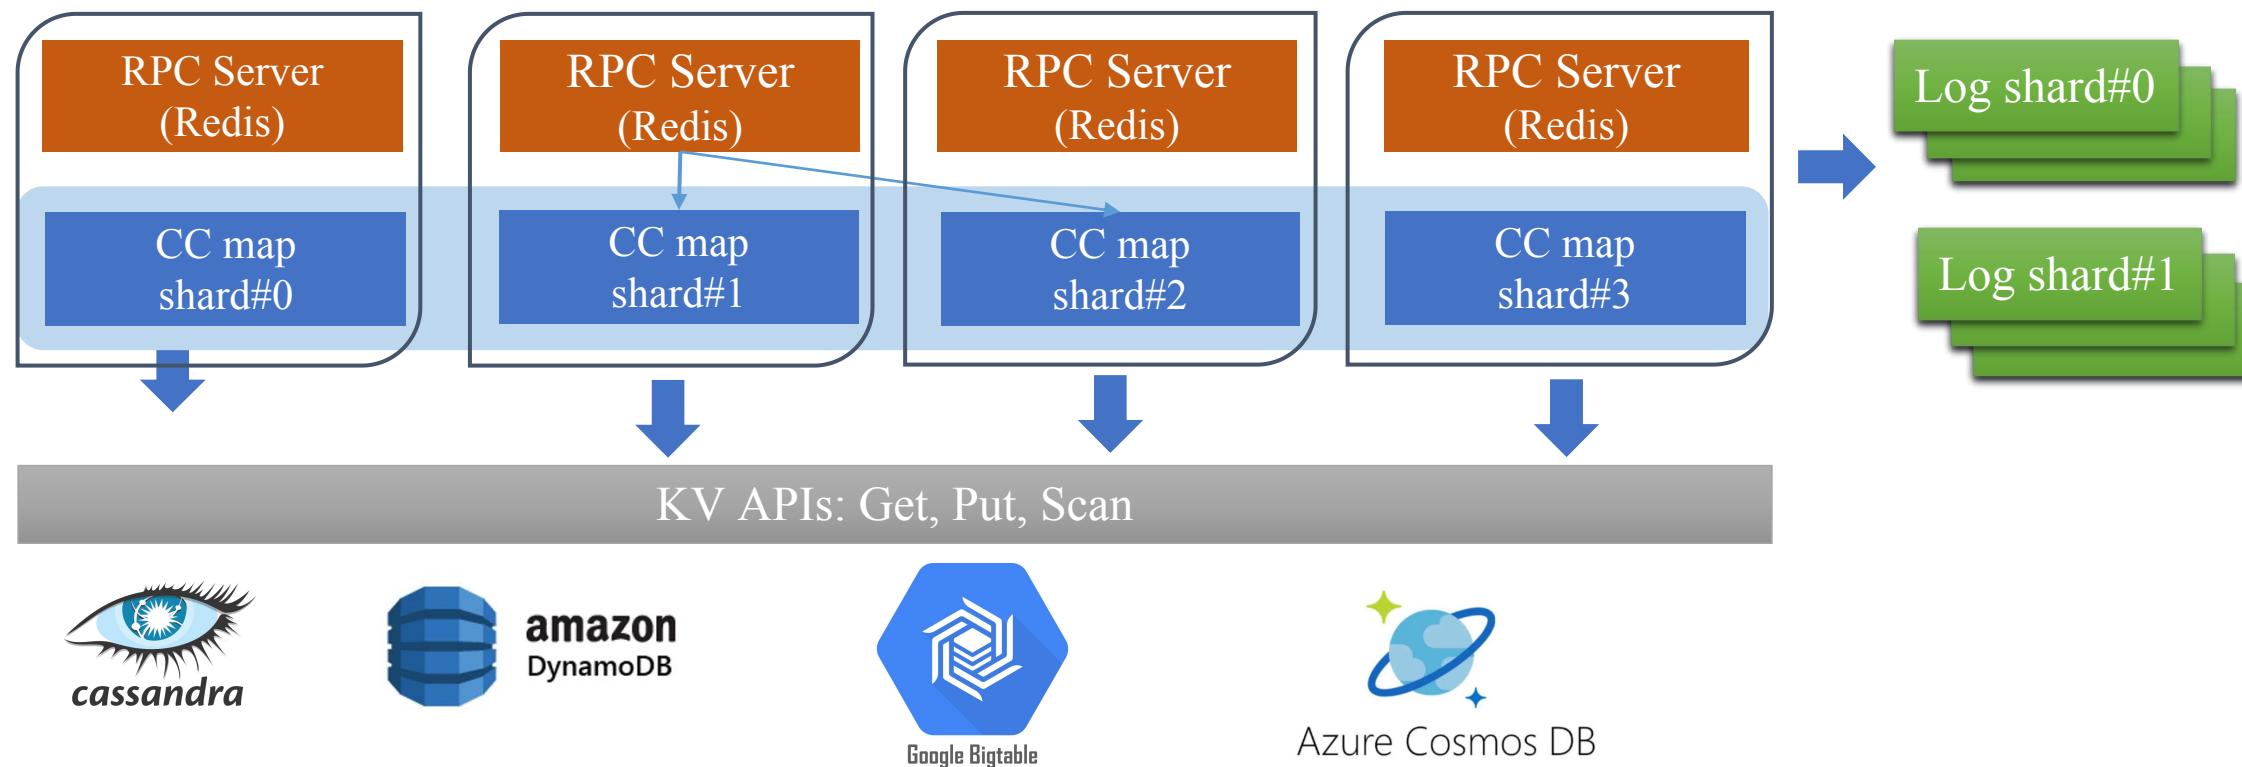 RPC Server
(Redis)
RPC Server
(Redis)
RPC Server
(Redis)
RPC Server
(Redis)
Log shard#0
CC map
shard#0
CC map
shard#1
CC map
shard#2
CC map
shard#3
Log shard#1
KV APIs: Get, Put, Scan
cassandra
amazon
DynamoDB
Google Bigtable
Azure Cosmos DB